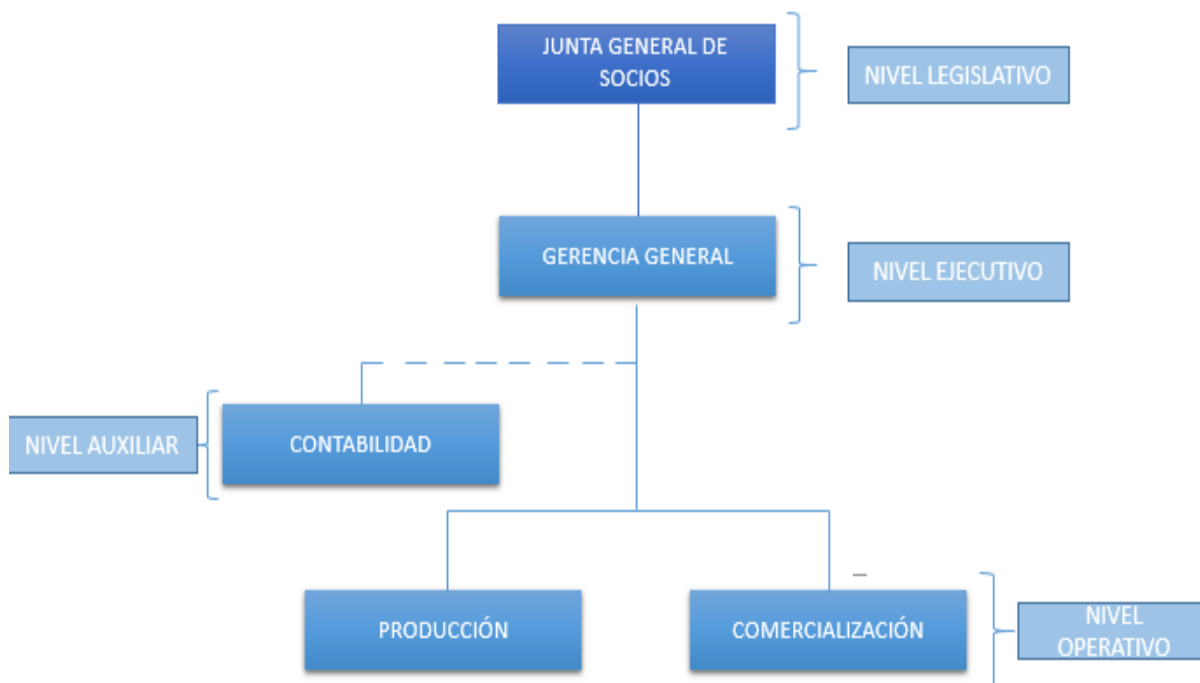 JUNTA GENERAL DE
SOCIOS
NIVEL LEGISLATIVO
GERENCIA GENERAL
NIVEL EJECUTIVO
NIVEL AUXILIAR
CONTABILIDAD
PRODUCCIÓN
COMERCIALIZACIÓN
NIVEL
OPERATIVO